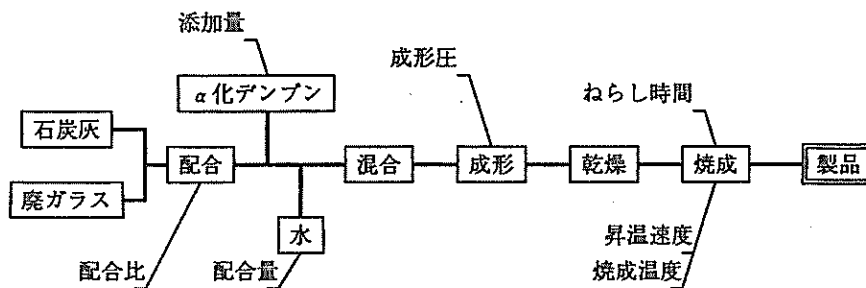 添加量
成形圧
α化デンプン
ねらし時間
石炭灰
配合
混合
成形
乾燥
焼成
製品
廃ガラス
水
昇温速度
配合比
配合量
焼成温度